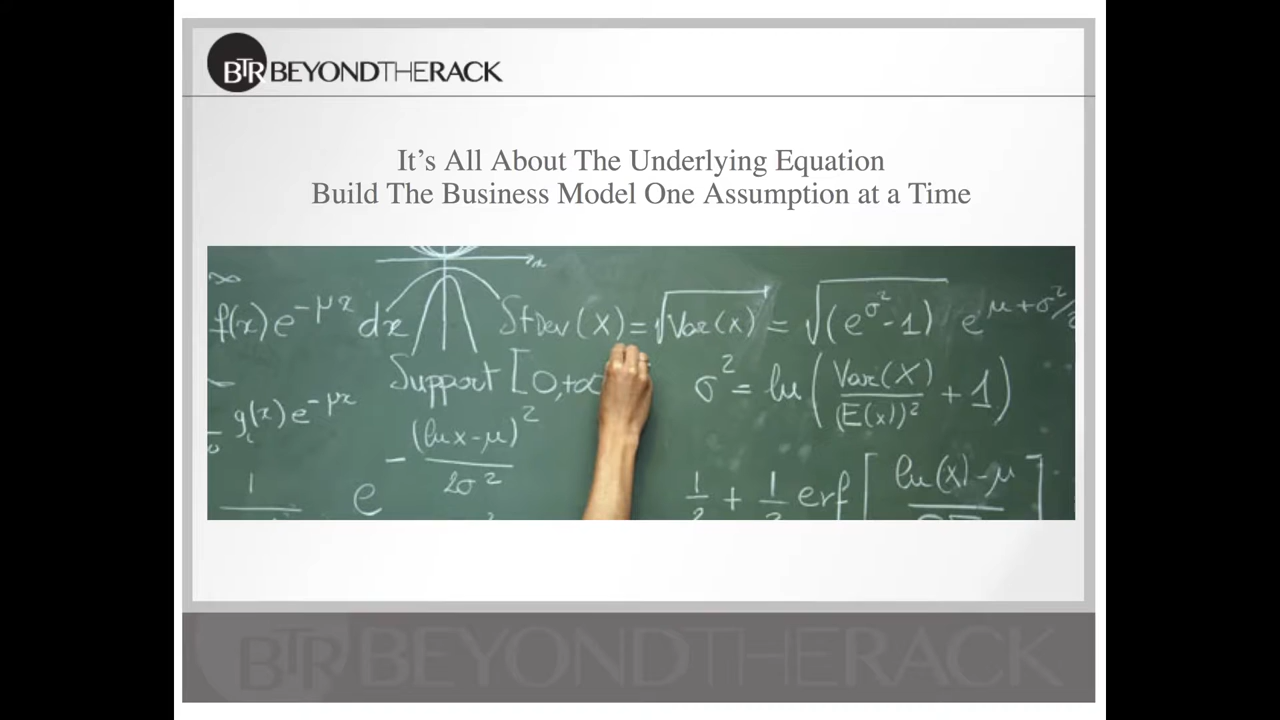 BTR BEYONDTHERACK
It's All About The Underlying Equation
Build The Business Model One Assumption at a Time
∞
f(x) e^{-μx} dx
StDev (X) = √Var(x) = √(e^{σ²} - 1) e^{μ + σ²/2}
Support [0,+∞
σ² = ln ( Var(X) / (E(x))² + 1 )
g(x) e^{-μx}
0
e^{- (ln x - μ)² / 2σ²}
1
1/2 + 1/2 erf [ ln(x) - μ
BTR BEYONDTHERACK